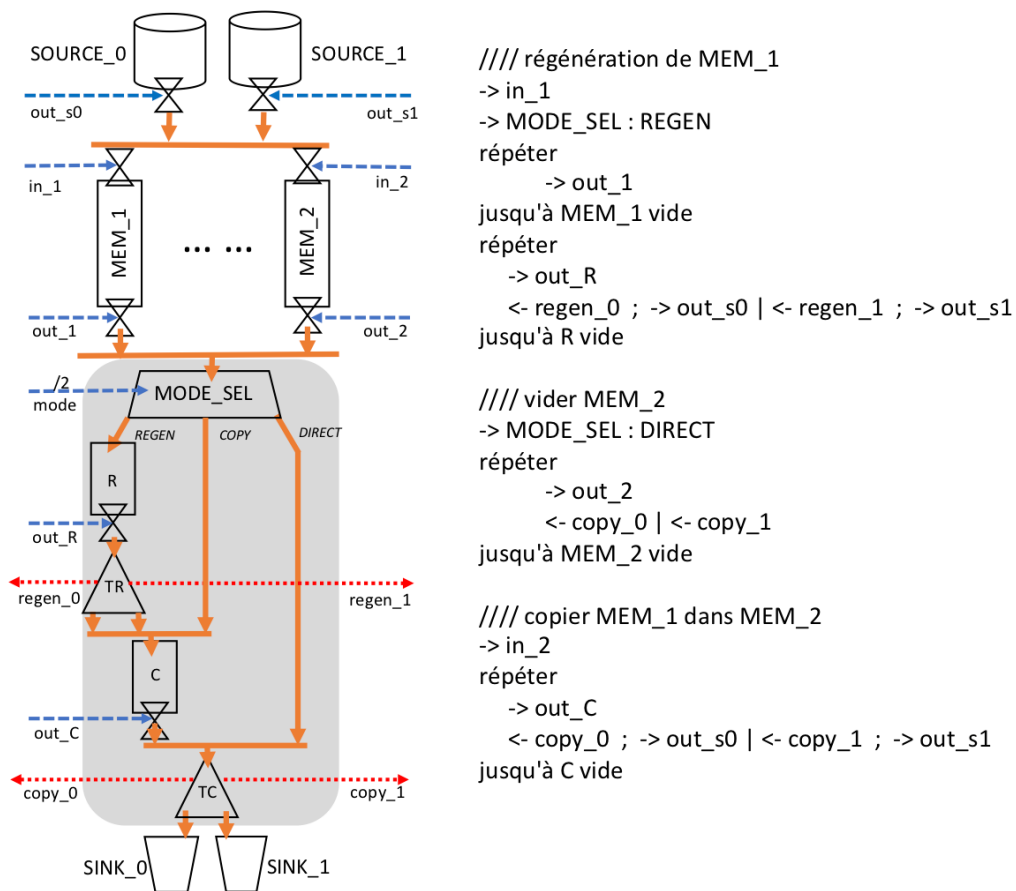 SOURCE_0
SOURCE_1
out_s0
out_s1
in_1
in_2
MEM_1
... ...
MEM_2
out_1
out_2
/2
mode
MODE_SEL
REGEN
COPY
DIRECT
R
out_R
TR
regen_0
regen_1
C
out_C
copy_0
TC
copy_1
SINK_0
SINK_1
//// régénération de MEM_1
-> in_1
-> MODE_SEL : REGEN
répéter
-> out_1
jusqu'à MEM_1 vide
répéter
-> out_R
<- regen_0 ; -> out_s0 | <- regen_1 ; -> out_s1
jusqu'à R vide
//// vider MEM_2
-> MODE_SEL : DIRECT
répéter
-> out_2
<- copy_0 | <- copy_1
jusqu'à MEM_2 vide
//// copier MEM_1 dans MEM_2
-> in_2
répéter
-> out_C
<- copy_0 ; -> out_s0 | <- copy_1 ; -> out_s1
jusqu'à C vide